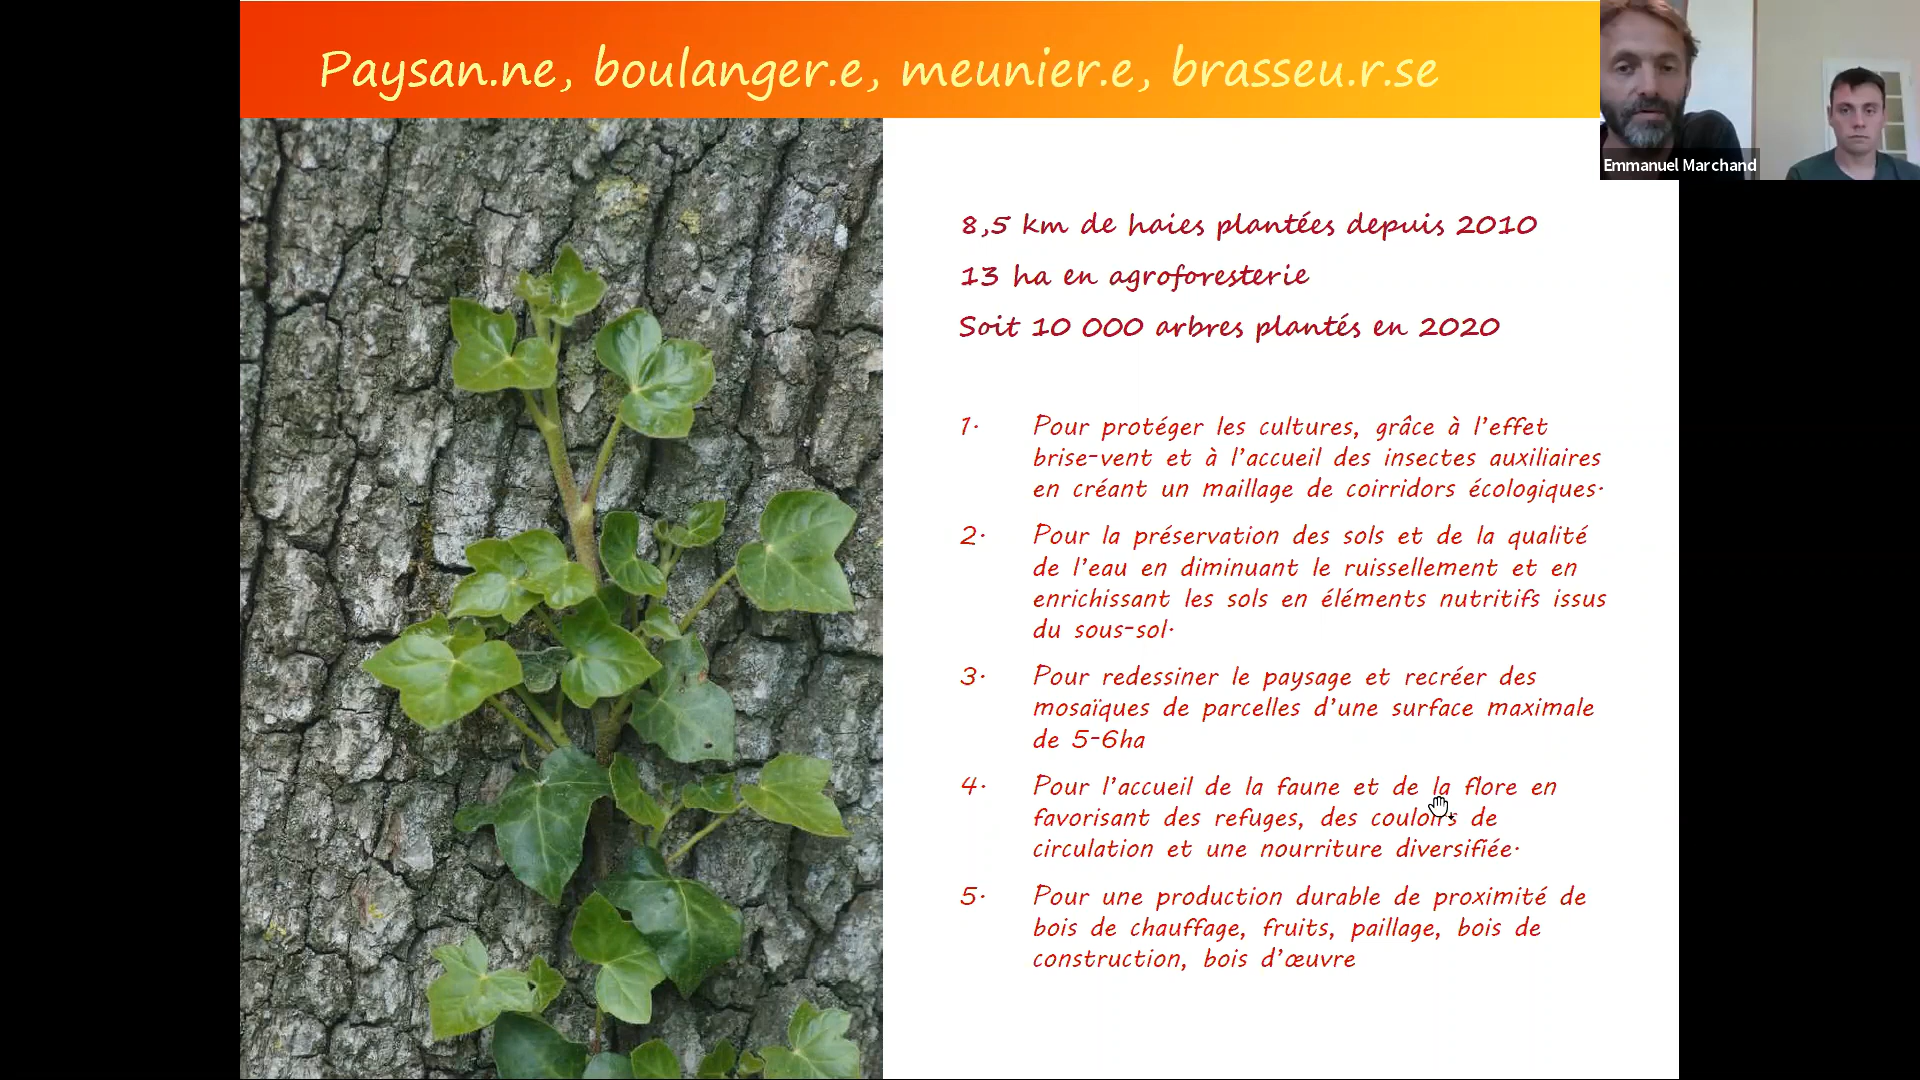 Paysan.ne, boulanger.e, meunier.e, brasseu.r.se
Emmanuel Marchand
8,5 km de haies plantées depuis 2010
13 ha en agroforesterie
Soit 10 000 arbres plantés en 2020
1. Pour protéger les cultures, grâce à l'effet
brise-vent et à l'accueil des insectes auxiliaires
en créant un maillage de coirridors écologiques.
2. Pour la préservation des sols et de la qualité
de l'eau en diminuant le ruissellement et en
enrichissant les sols en éléments nutritifs issus
du sous-sol.
3. Pour redessiner le paysage et recréer des
mosaïques de parcelles d'une surface maximale
de 5-6ha
4. Pour l'accueil de la faune et de la flore en
favorisant des refuges, des couloirs de
circulation et une nourriture diversifiée.
5. Pour une production durable de proximité de
bois de chauffage, fruits, paillage, bois de
construction, bois d'œuvre